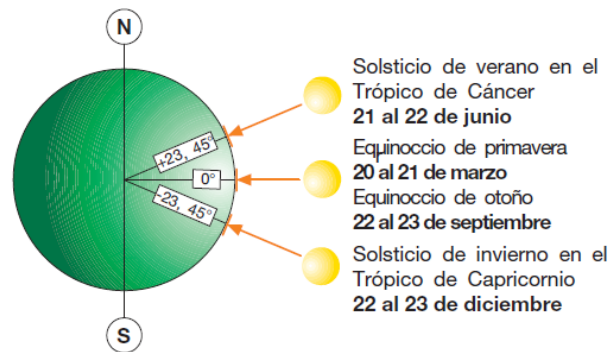 N
Solsticio de verano en el
Trópico de Cáncer
21 al 22 de junio
+23, 45°
Equinoccio de primavera
20 al 21 de marzo
0°
Equinoccio de otoño
22 al 23 de septiembre
-23, 45°
Solsticio de invierno en el
Trópico de Capricornio
22 al 23 de diciembre
S